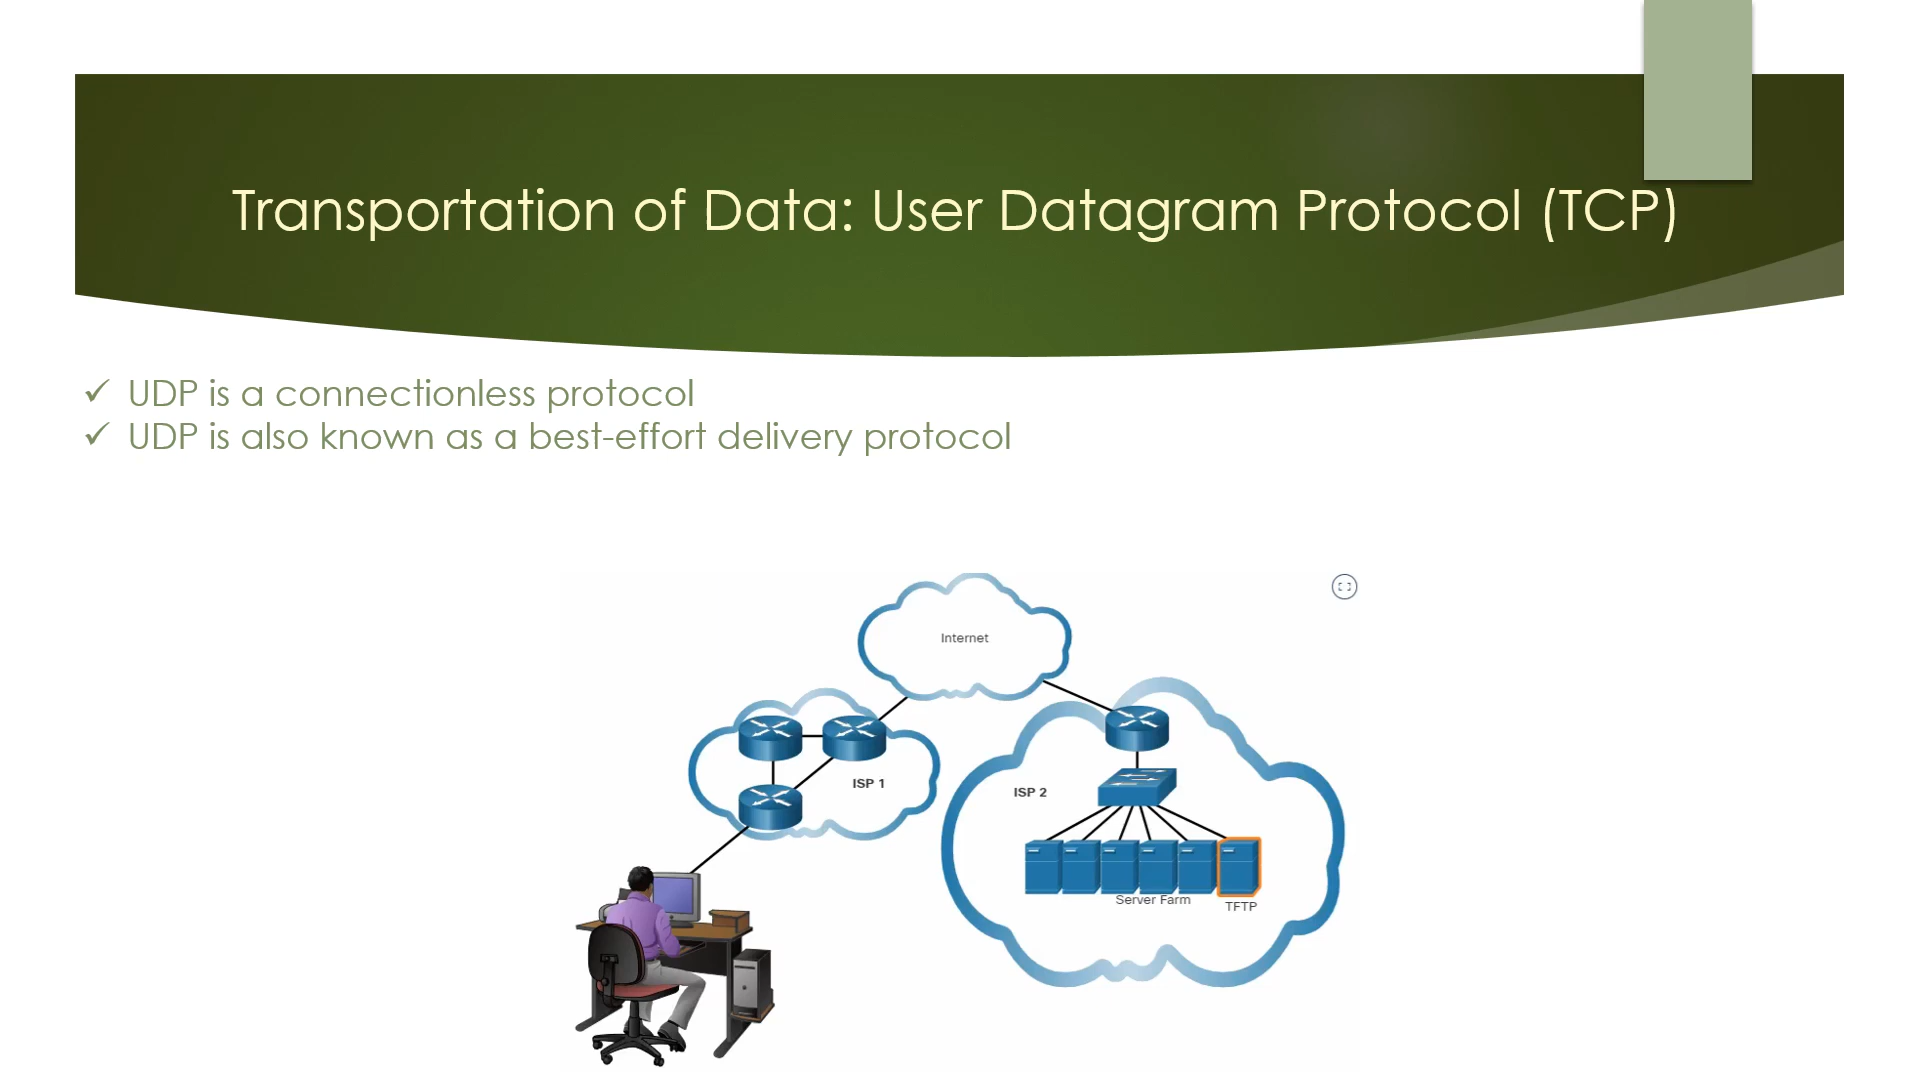 Transportation of Data: User Datagram Protocol (TCP)
✓ UDP is a connectionless protocol
✓ UDP is also known as a best-effort delivery protocol
Internet
ISP 1
ISP 2
Server Farm
TFTP